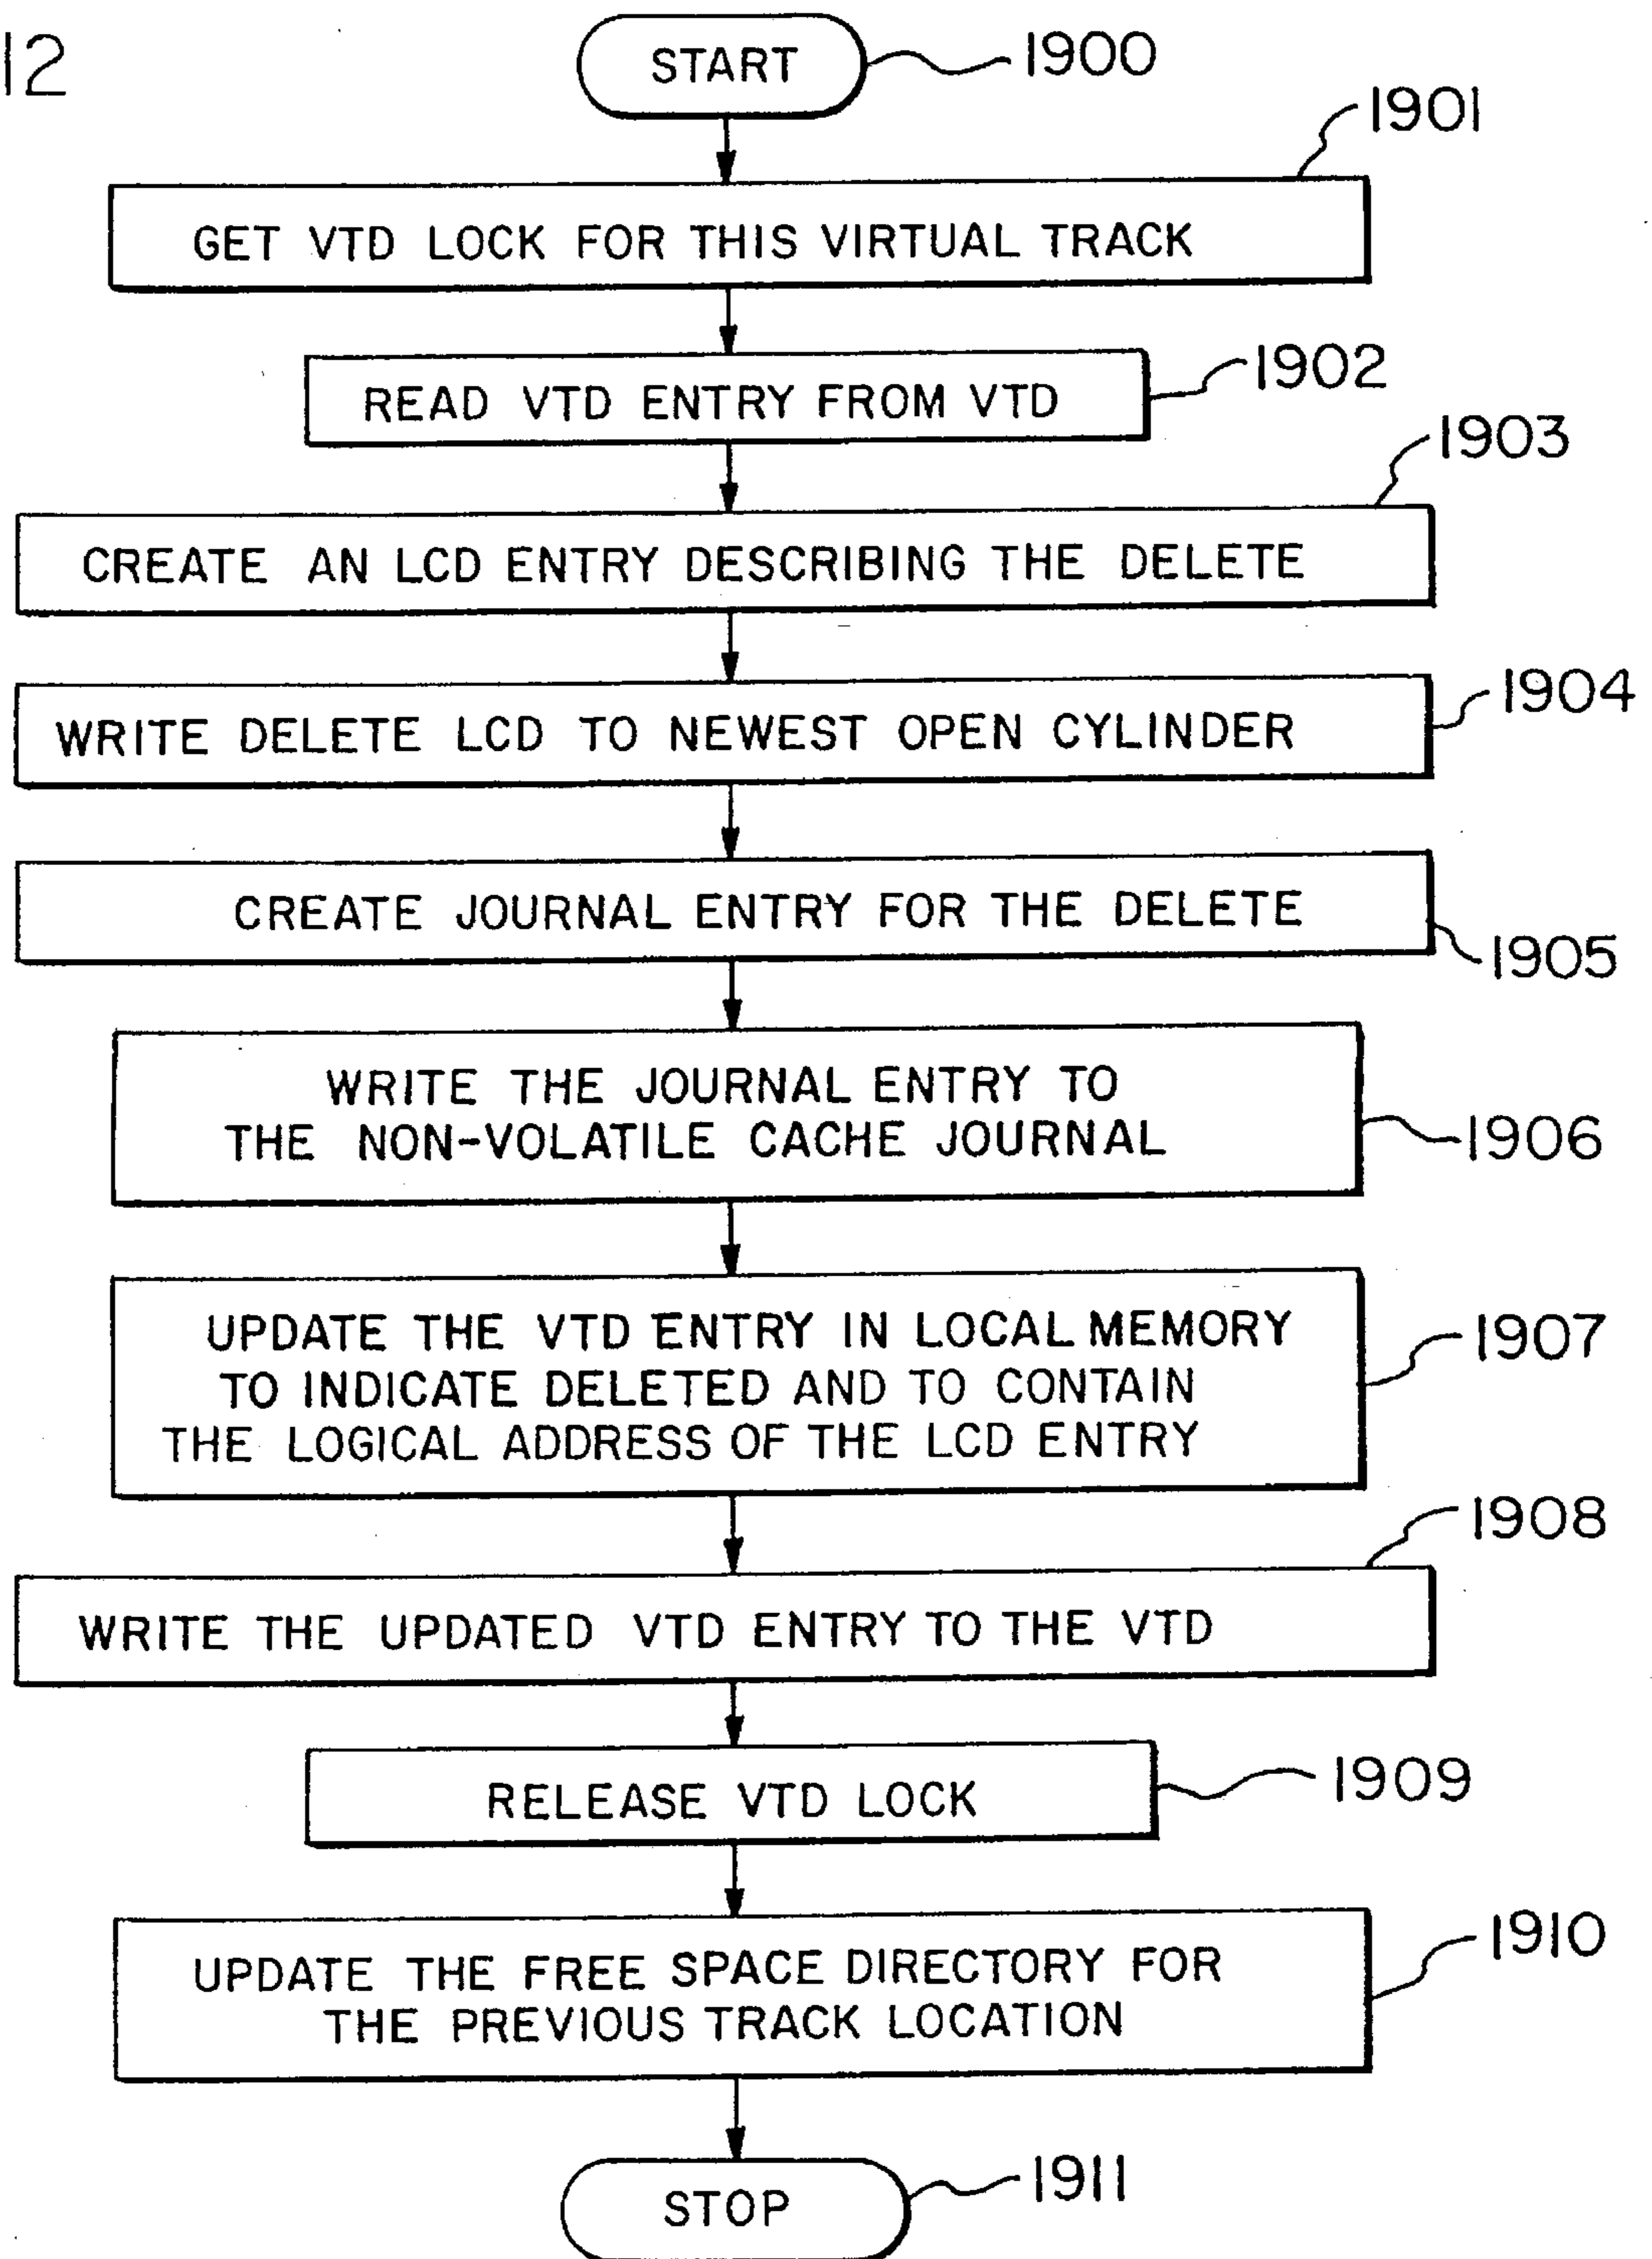 12
START
1900
1901
GET VTD LOCK FOR THIS VIRTUAL TRACK
1902
READ VTD ENTRY FROM VTD
1903
CREATE AN LCD ENTRY DESCRIBING THE DELETE
1904
WRITE DELETE LCD TO NEWEST OPEN CYLINDER
CREATE JOURNAL ENTRY FOR THE DELETE
1905
WRITE THE JOURNAL ENTRY TO
THE NON-VOLATILE CACHE JOURNAL
1906
UPDATE THE VTD ENTRY IN LOCAL MEMORY
TO INDICATE DELETED AND TO CONTAIN
THE LOGICAL ADDRESS OF THE LCD ENTRY
1907
1908
WRITE THE UPDATED VTD ENTRY TO THE VTD
RELEASE VTD LOCK
1909
UPDATE THE FREE SPACE DIRECTORY FOR
THE PREVIOUS TRACK LOCATION
1910
STOP
1911